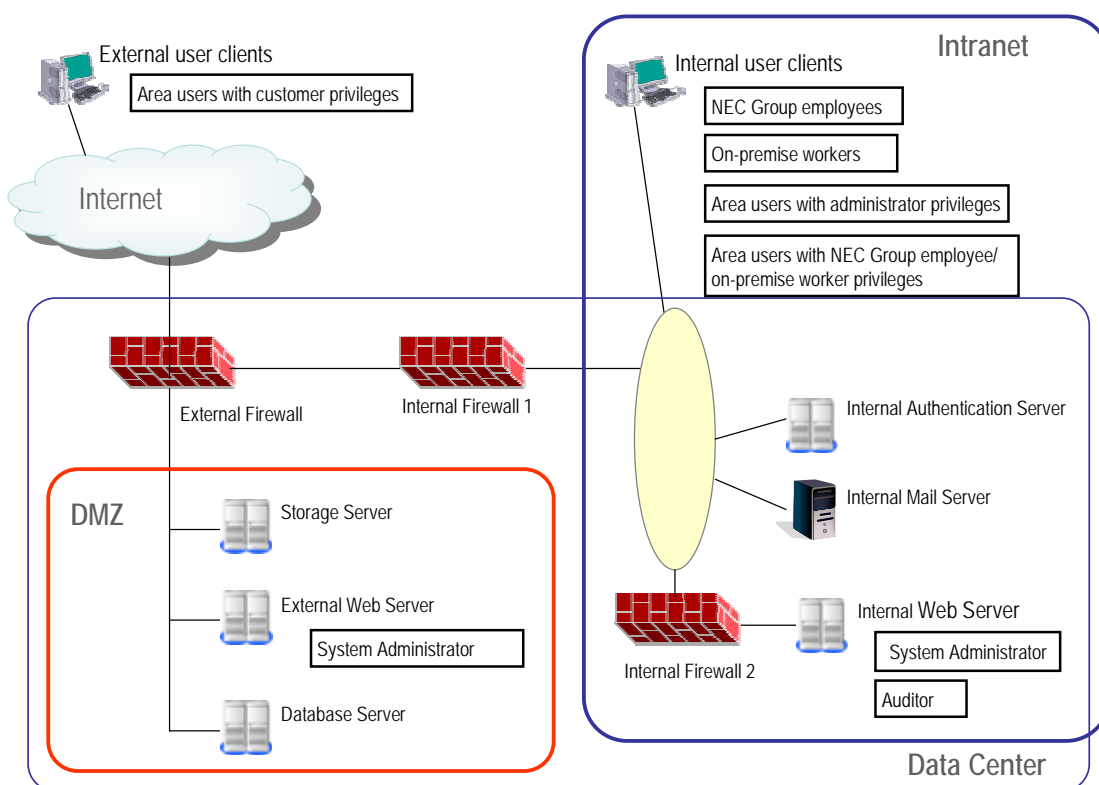 External user clients
Area users with customer privileges
Internet
Intranet
Internal user clients
NEC Group employees
On-premise workers
Area users with administrator privileges
Area users with NEC Group employee/
on-premise worker privileges
External Firewall
Internal Firewall 1
Internal Authentication Server
Internal Mail Server
DMZ
Storage Server
External Web Server
System Administrator
Database Server
Internal Firewall 2
Internal Web Server
System Administrator
Auditor
Data Center